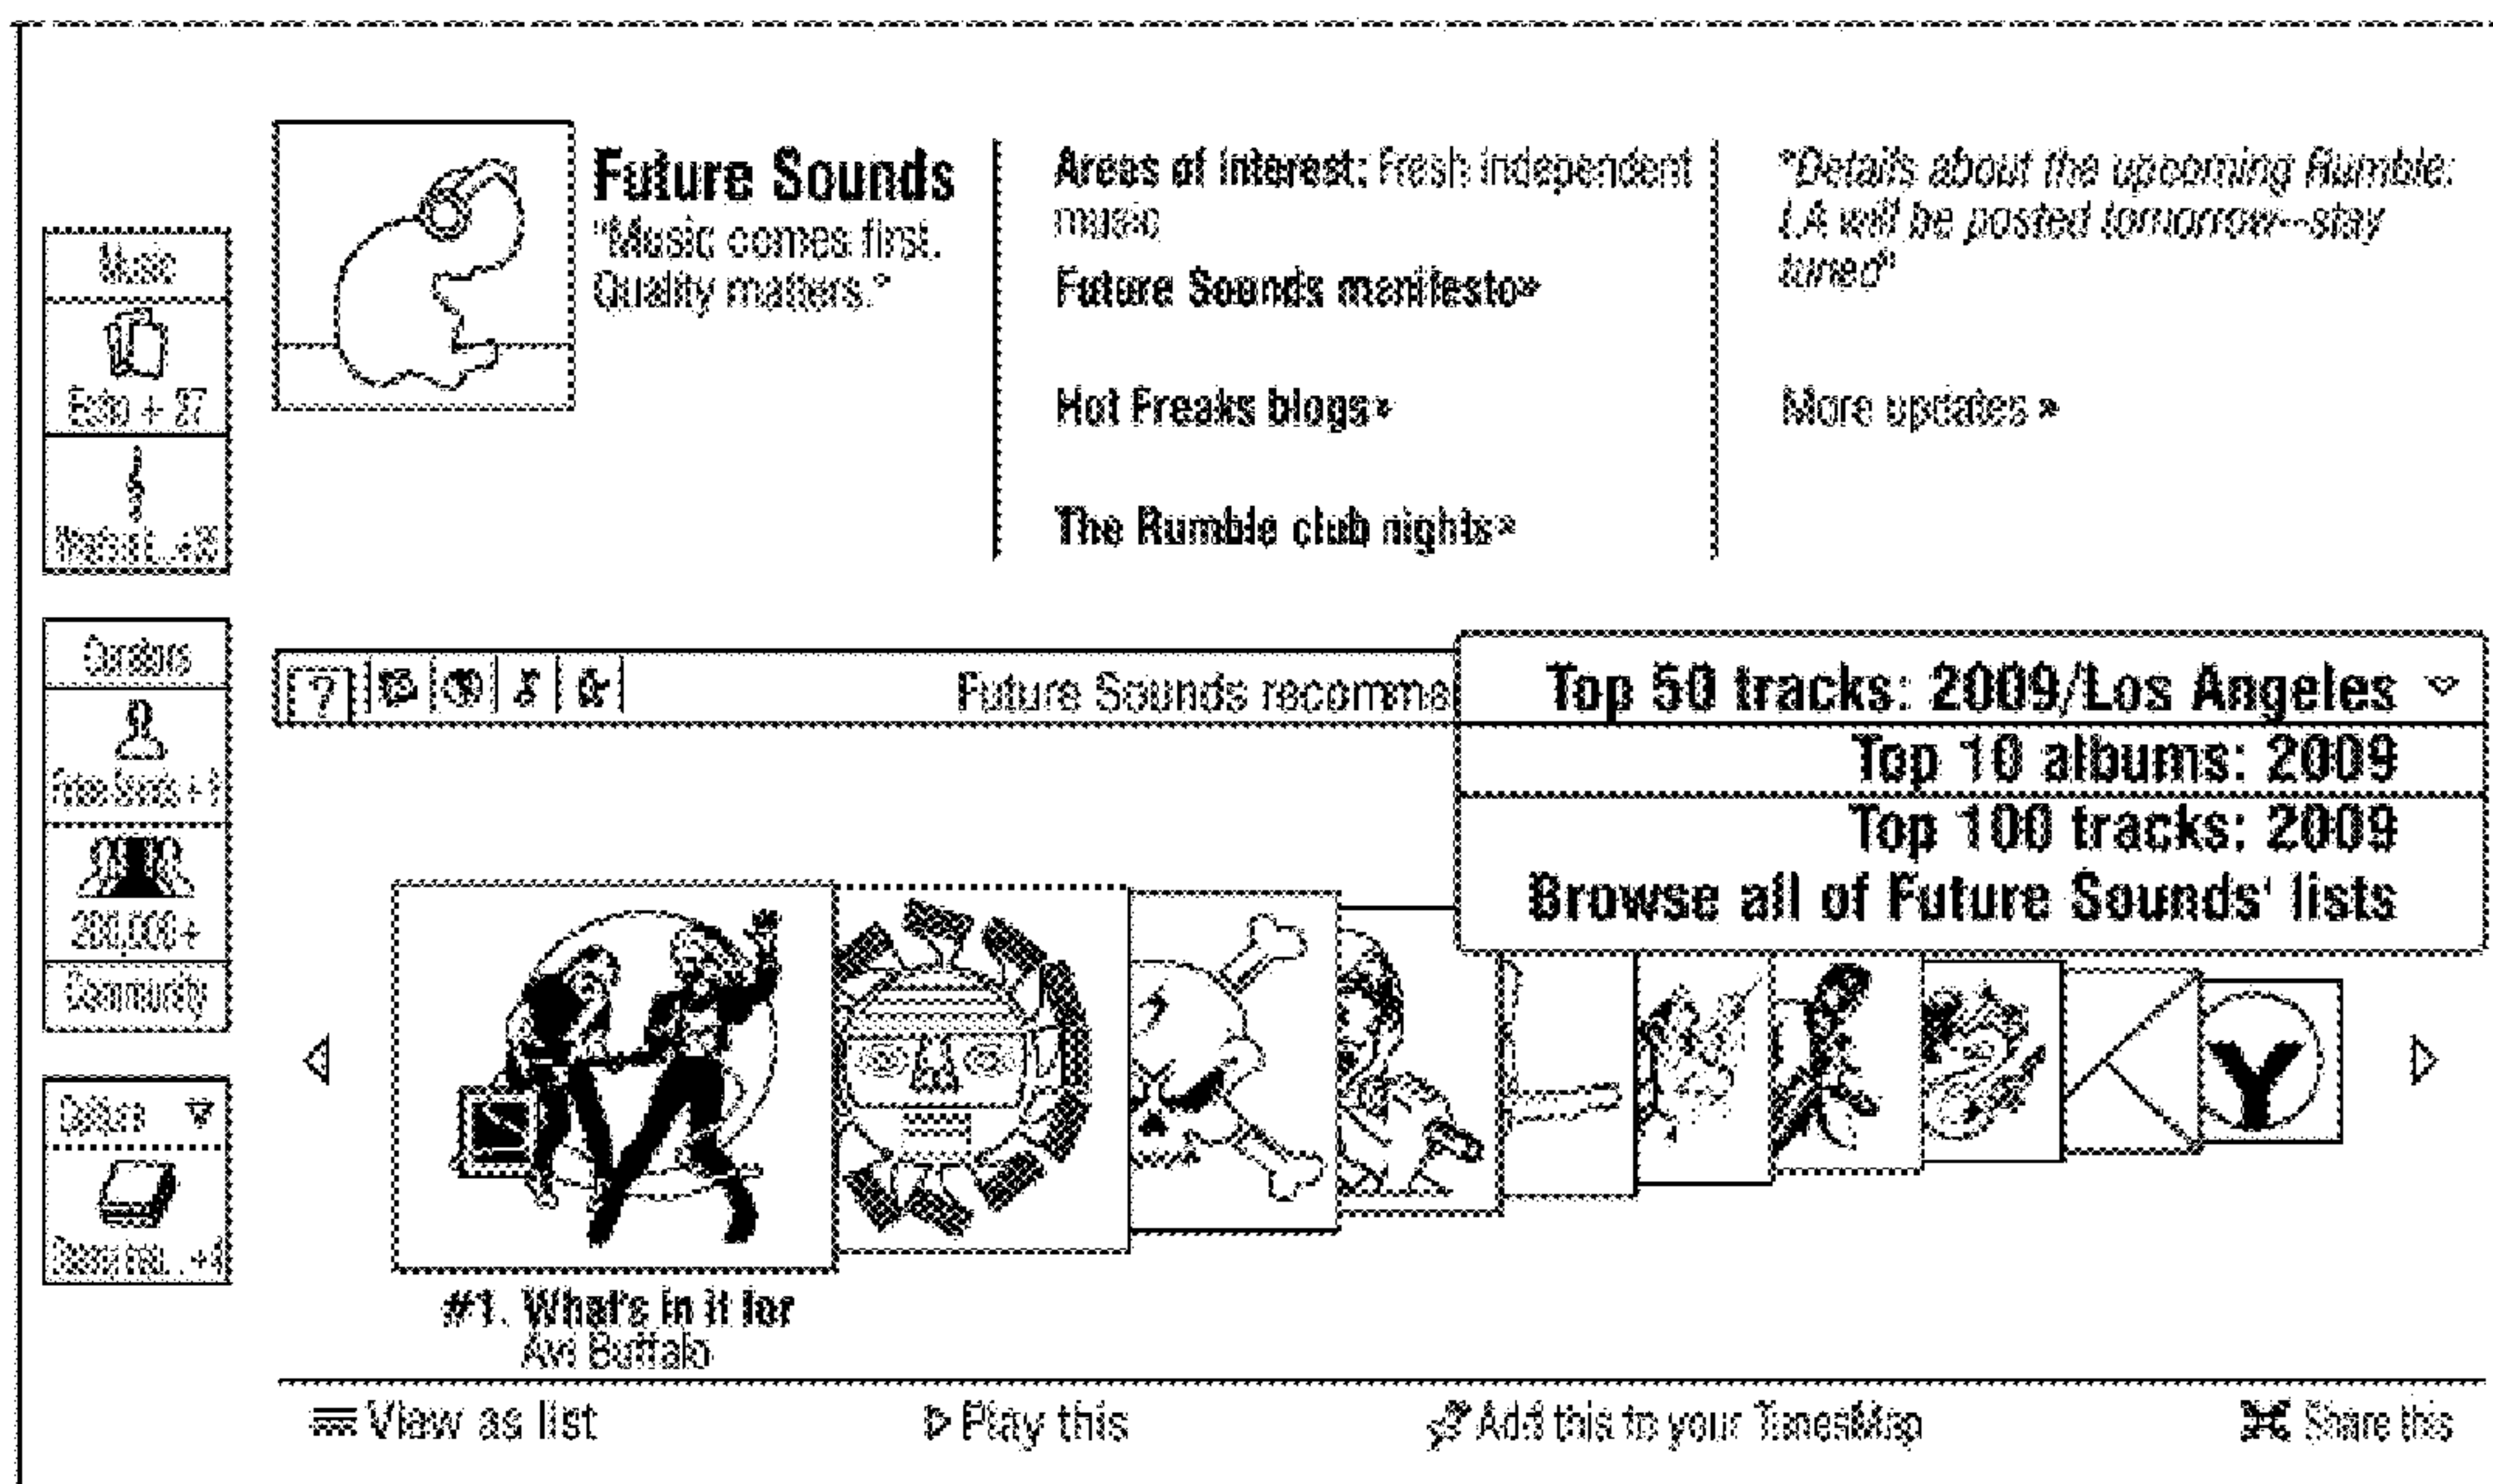 Future Sounds
"Music comes first.
Quality matters."
Areas of Interest: Fresh independent
music
Future Sounds manifesto»
Hot Freaks blogs»
The Rumble club nights»
"Details about the upcoming Rumble:
LA will be posted tomorrow--stay
tuned"
More updates »
Music
+ 27
Curators
200,000+
Community
?
Future Sounds recomme
Top 50 tracks: 2009/Los Angeles
Top 10 albums: 2009
Top 100 tracks: 2009
Browse all of Future Sounds' lists
Y
#1. What's in it for
Avi Buffalo
View as list
Play this
Add this to your TunesMap
Share this